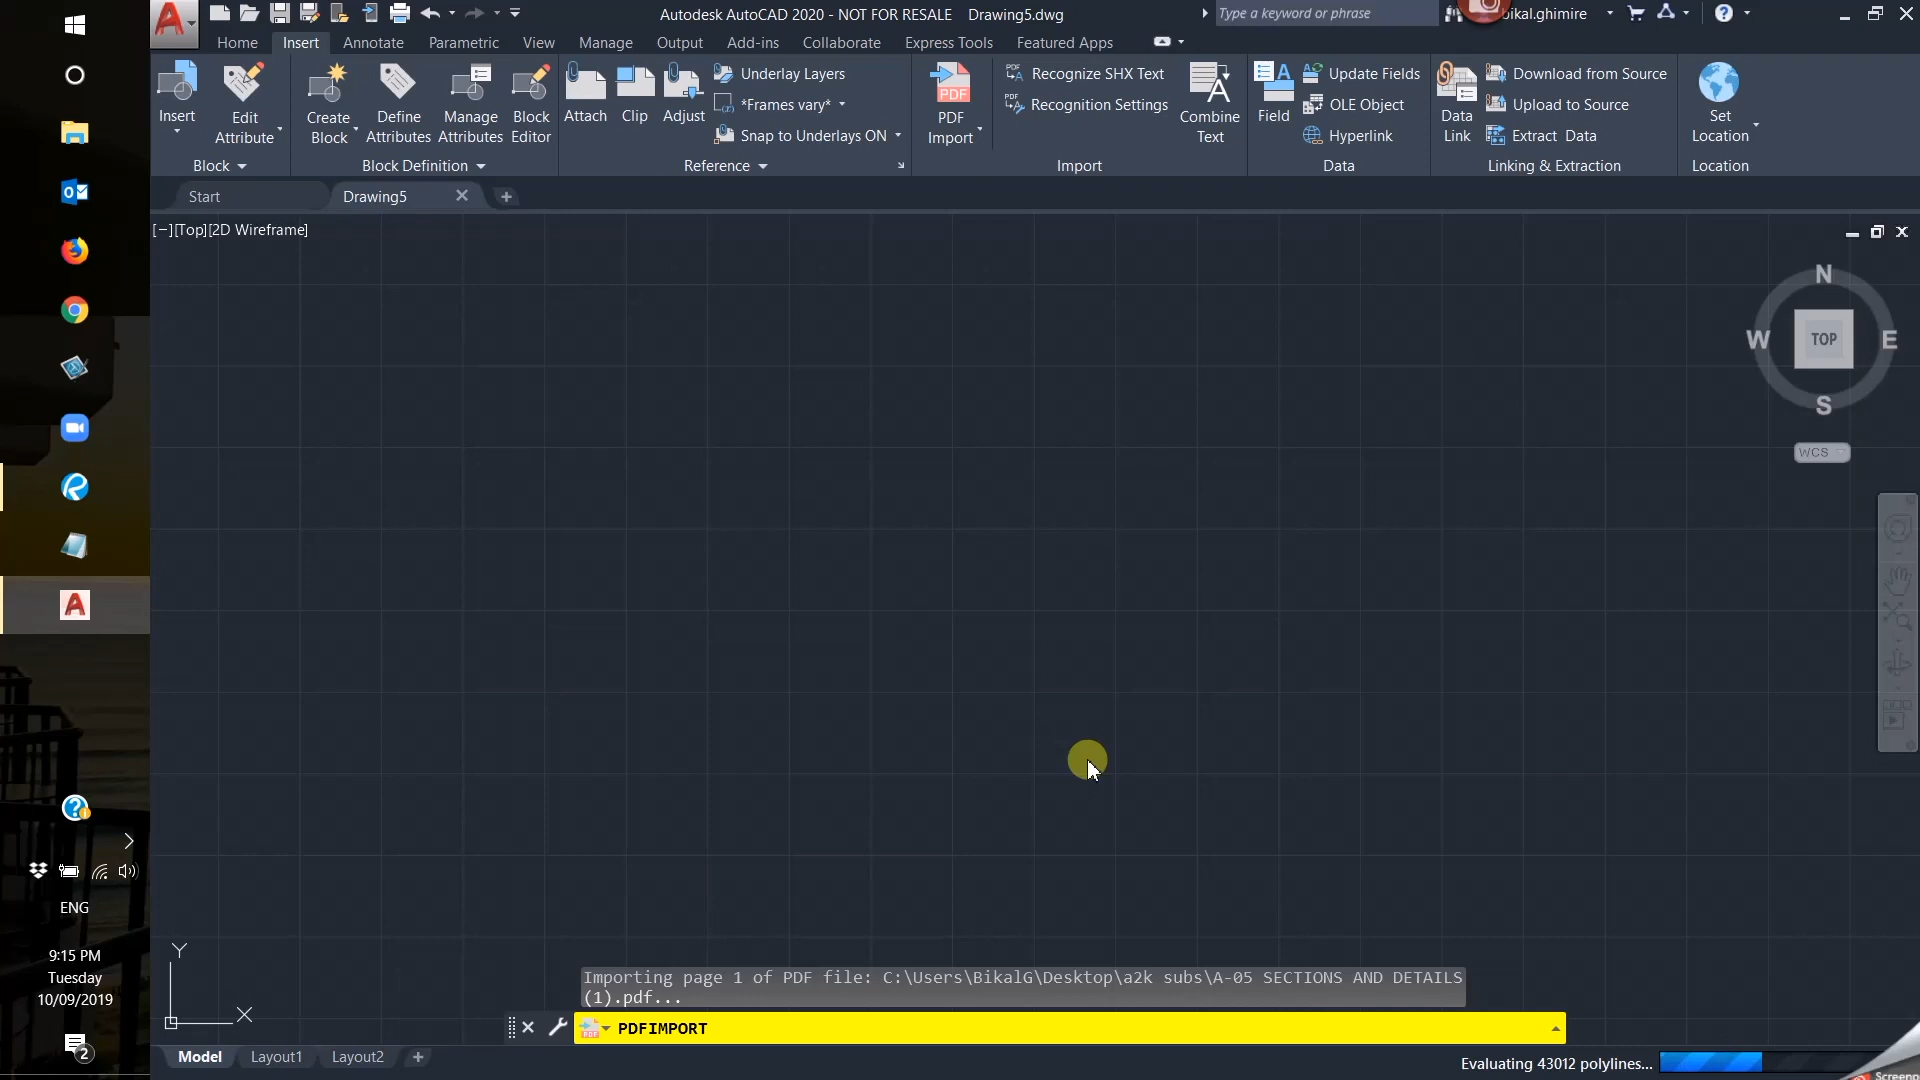 Autodesk AutoCAD 2020 - NOT FOR RESALE Drawing5.dwg
Type a keyword or phrase
bikal.ghimire
Home Insert Annotate Parametric View Manage Output Add-ins Collaborate Express Tools Featured Apps
Insert
Edit Attribute
Create Block
Define Attributes
Manage Attributes
Block Editor
Attach
Clip
Adjust
Underlay Layers
*Frames vary*
Snap to Underlays ON
PDF
PDF Import
Recognize SHX Text
Recognition Settings
Combine Text
Field
Update Fields
OLE Object
Hyperlink
Data Link
Download from Source
Upload to Source
Extract Data
Set Location
Block
Block Definition
Reference
Import
Data
Linking & Extraction
Location
Start
Drawing5
[−][Top][2D Wireframe]
N
W
TOP
E
S
WCS
ENG
9:15 PM
Tuesday
10/09/2019
2
Y
X
Importing page 1 of PDF file: C:\Users\BikalG\Desktop\a2k subs\A-05 SECTIONS AND DETAILS
(1).pdf...
PDFIMPORT
Model Layout1 Layout2
Evaluating 43012 polylines...